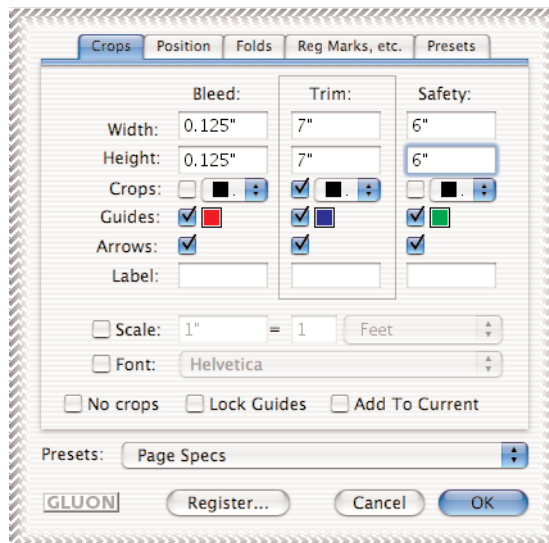 Crops Position Folds Reg Marks, etc. Presets
Bleed: Trim: Safety:
Width: 0.125" 7" 6"
Height: 0.125" 7" 6"
Crops:
Guides:
Arrows:
Label:
Scale: 1" = 1 Feet
Font: Helvetica
No crops Lock Guides Add To Current
Presets: Page Specs
GLUON Register... Cancel OK